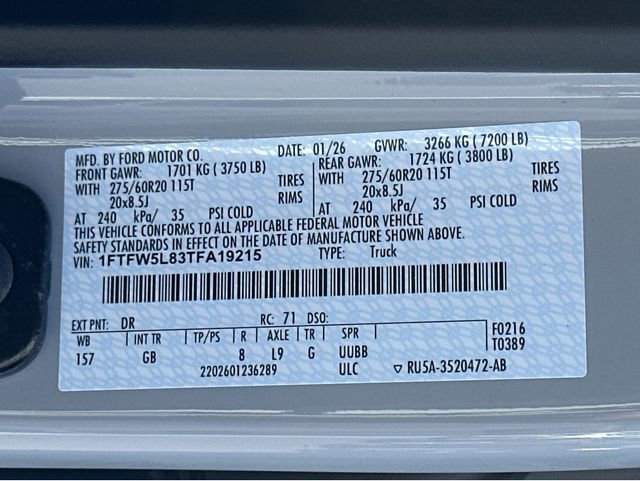 MFD. BY FORD MOTOR CO. DATE: 01/26 GVWR: 3266 KG ( 7200 LB)
FRONT GAWR: 1701 KG ( 3750 LB) REAR GAWR: 1724 KG ( 3800 LB)
WITH 275/60R20 115T TIRES WITH 275/60R20 115T TIRES
20x8.5J RIMS 20x8.5J RIMS
AT 240 kPa/ 35 PSI COLD AT 240 kPa/ 35 PSI COLD
THIS VEHICLE CONFORMS TO ALL APPLICABLE FEDERAL MOTOR VEHICLE
SAFETY STANDARDS IN EFFECT ON THE DATE OF MANUFACTURE SHOWN ABOVE.
VIN: 1FTFW5L83TFA19215 TYPE: Truck
EXT PNT: DR RC: 71 DSO:
WB INT TR TP/PS R AXLE TR SPR F0216
157 GB 8 L9 G UUBB T0389
2202601236289 ULC ▽ RU5A-3520472-AB